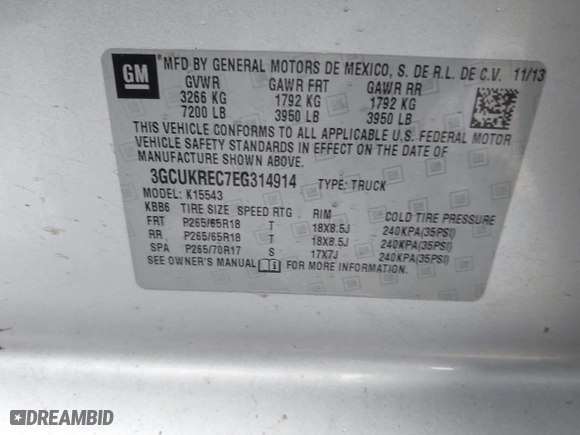 GM
MFD BY GENERAL MOTORS DE MEXICO, S. DE R.L. DE C.V. 11/13
GVWR GAWR FRT GAWR RR
3266 KG 1792 KG 1792 KG
7200 LB 3950 LB 3950 LB
THIS VEHICLE CONFORMS TO ALL APPLICABLE U.S. FEDERAL MOTOR
VEHICLE SAFETY STANDARDS IN EFFECT ON THE DATE OF
MANUFACTURE SHOWN ABOVE.
3GCUKREC7EG314914 TYPE: TRUCK
MODEL: K15543
KBB6 TIRE SIZE SPEED RTG RIM COLD TIRE PRESSURE
FRT P265/65R18 T 18X8.5J 240KPA(35PSI)
RR P265/65R18 T 18X8.5J 240KPA(35PSI)
SPA P265/70R17 S 17X7J 240KPA(35PSI)
SEE OWNER'S MANUAL FOR MORE INFORMATION.
DREAMBID